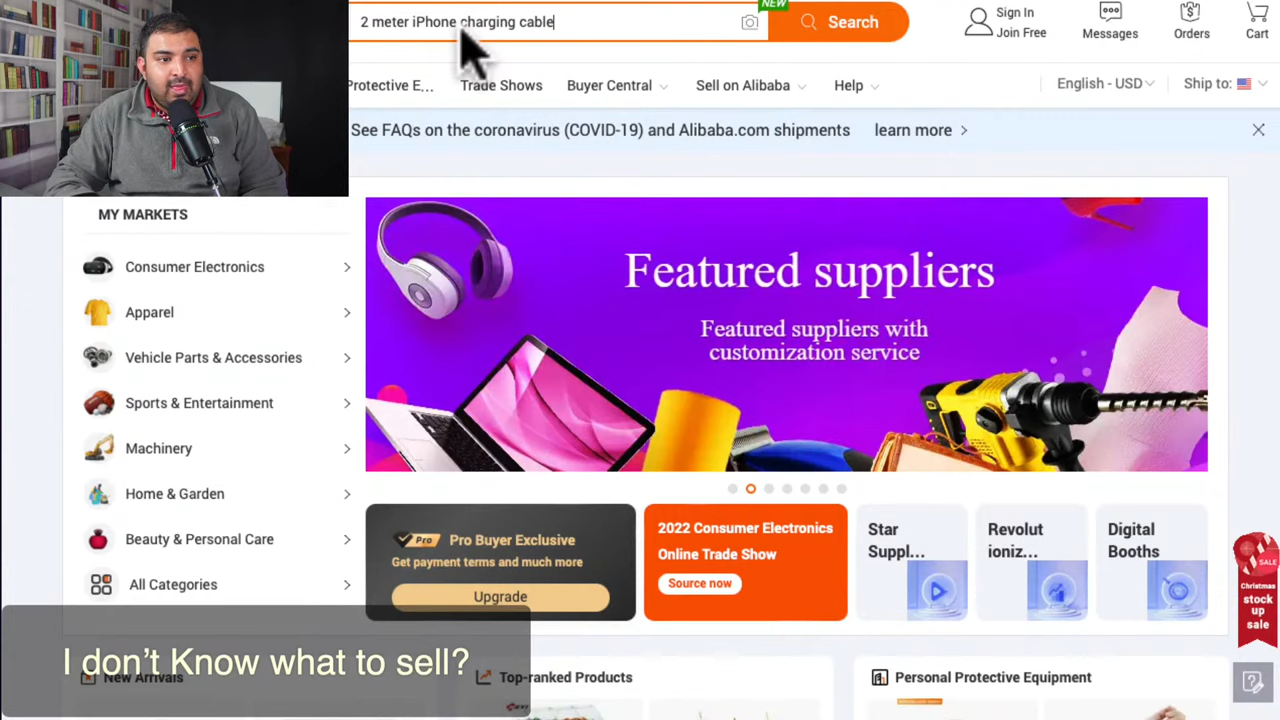 2 meter iPhone charging cable
NEW
Search
Sign In
Join Free
Messages
Orders
Cart
Protective E...
Trade Shows
Buyer Central
Sell on Alibaba
Help
English - USD
Ship to:
See FAQs on the coronavirus (COVID-19) and Alibaba.com shipments learn more
MY MARKETS
Consumer Electronics
Apparel
Vehicle Parts & Accessories
Sports & Entertainment
Machinery
Home & Garden
Beauty & Personal Care
All Categories
Featured suppliers
Featured suppliers with
customization service
Pro Pro Buyer Exclusive
Get payment terms and much more
Upgrade
2022 Consumer Electronics
Online Trade Show
Source now
Star
Suppl...
Revolut
ioniz...
Digital
Booths
SALE
Christmas
stock
up
sale
I don't Know what to sell?
New Arrivals
Top-ranked Products
Personal Protective Equipment